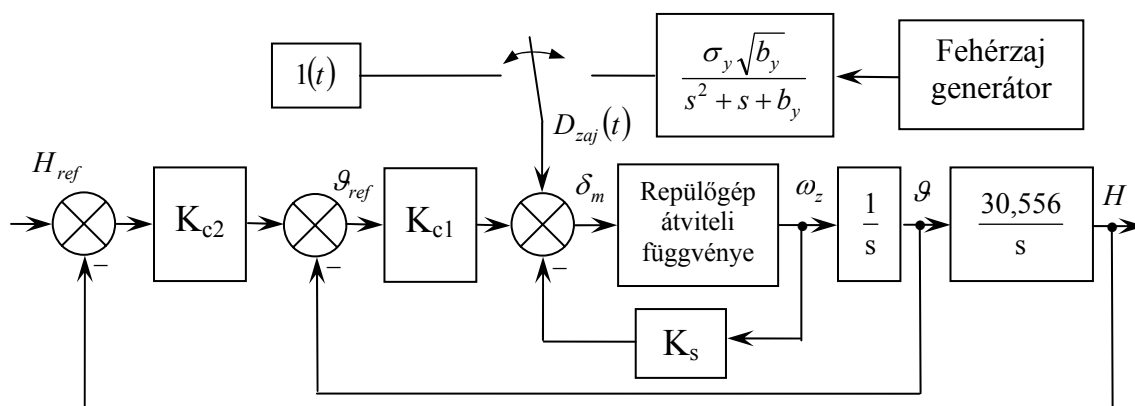 1(t)
σ_y √b_y
s² + s + b_y
Fehérzaj
generátor
D_zaj(t)
H_ref
K_c2
ϑ_ref
K_c1
δ_m
Repülőgép
átviteli
függvénye
ω_z
1
s
ϑ
30,556
s
H
−
−
−
K_s